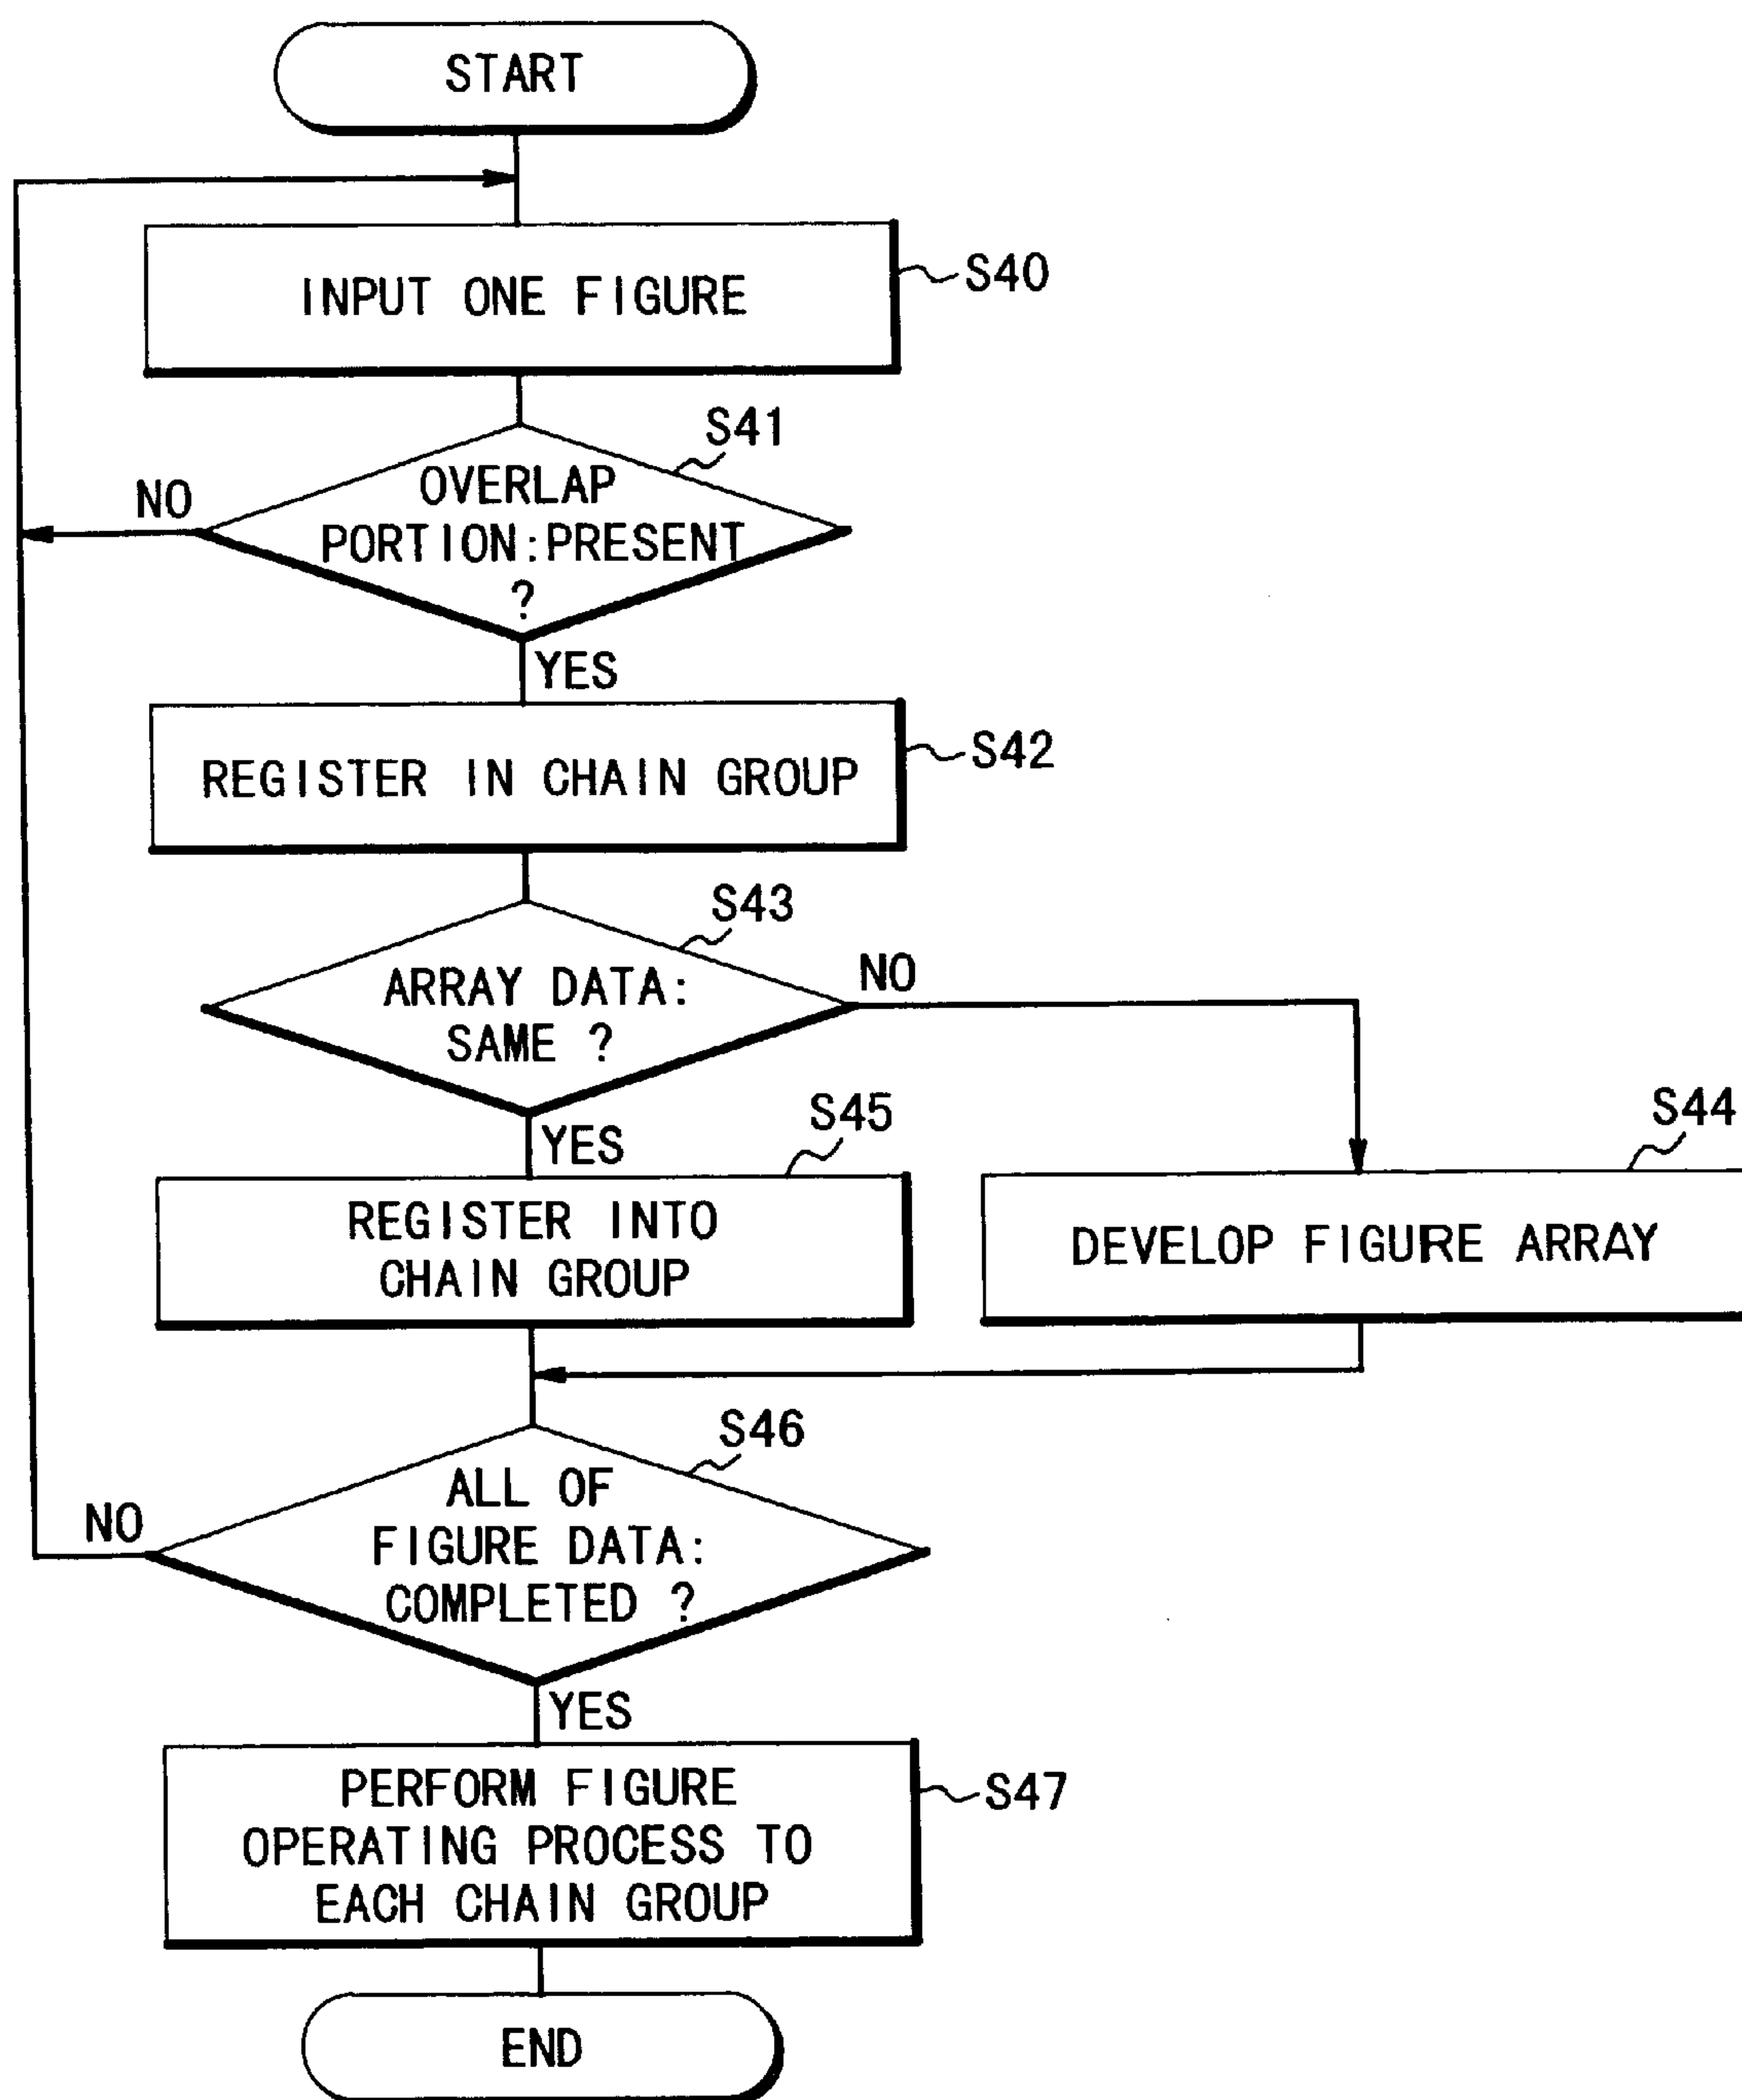 START
INPUT ONE FIGURE
S40
S41
OVERLAP
PORTION:PRESENT
?
NO
YES
REGISTER IN CHAIN GROUP
S42
S43
ARRAY DATA:
SAME ?
NO
YES
S45
REGISTER INTO
CHAIN GROUP
S44
DEVELOP FIGURE ARRAY
S46
ALL OF
FIGURE DATA:
COMPLETED ?
NO
YES
PERFORM FIGURE
OPERATING PROCESS TO
EACH CHAIN GROUP
S47
END